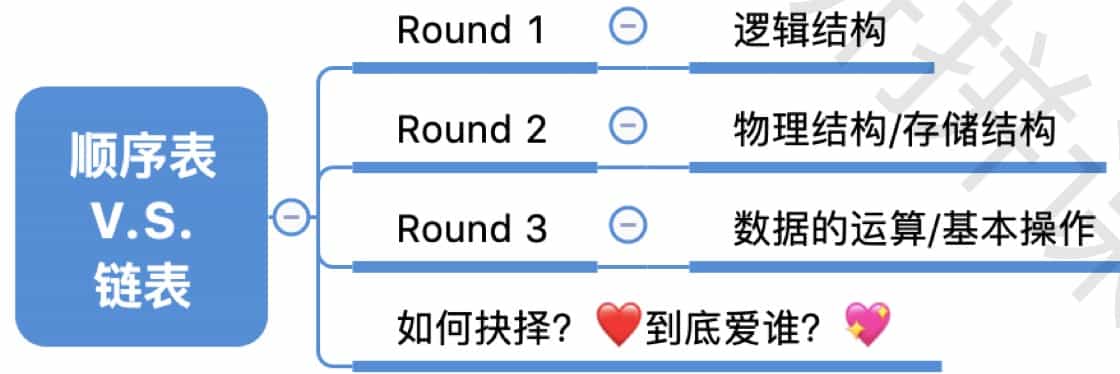 Round 1
逻辑结构
Round 2
物理结构/存储结构
顺序表
V.S.
链表
Round 3
数据的运算/基本操作
如何抉择？❤️到底爱谁？💖